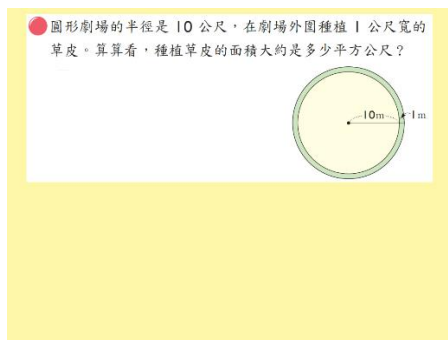 圓形劇場的半徑是 10 公尺，在劇場外圍種植 1 公尺寬的
草皮。算算看，種植草皮的面積大約是多少平方公尺？
10m
1m